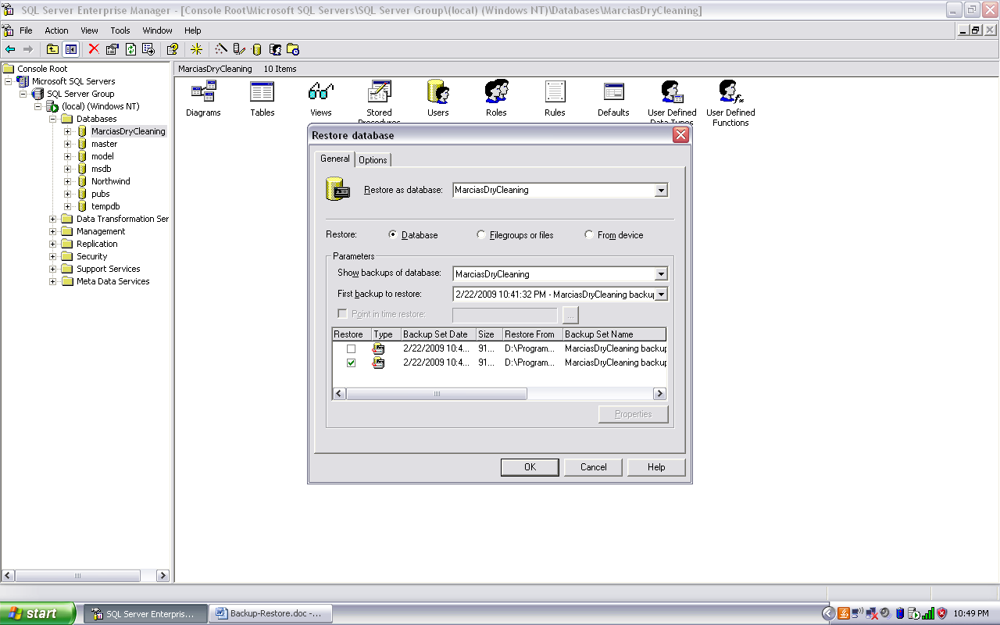 SQL Server Enterprise Manager - [Console Root\Microsoft SQL Servers\SQL Server Group\(local) (Windows NT)\Databases\MarciasDryCleaning]
File Action View Tools Window Help
Console Root
Microsoft SQL Servers
SQL Server Group
(local) (Windows NT)
Databases
MarciasDryCleaning
master
model
msdb
Northwind
pubs
tempdb
Data Transformation Ser
Management
Replication
Security
Support Services
Meta Data Services
MarciasDryCleaning 10 Items
Diagrams
Tables
Views
Stored Procedures
Users
Roles
Rules
Defaults
User Defined Data Types
User Defined Functions
Restore database
General Options
Restore as database: MarciasDryCleaning
Restore: Database Filegroups or files From device
Parameters
Show backups of database: MarciasDryCleaning
First backup to restore: 2/22/2009 10:41:32 PM - MarciasDryCleaning backup
Point in time restore: ...
Restore Type Backup Set Date Size Restore From Backup Set Name
2/22/2009 10:4... 91... D:\Program... MarciasDryCleaning backup
2/22/2009 10:4... 91... D:\Program... MarciasDryCleaning backup
Properties
OK Cancel Help
start SQL Server Enterpris... Backup-Restore.doc -... 10:49 PM